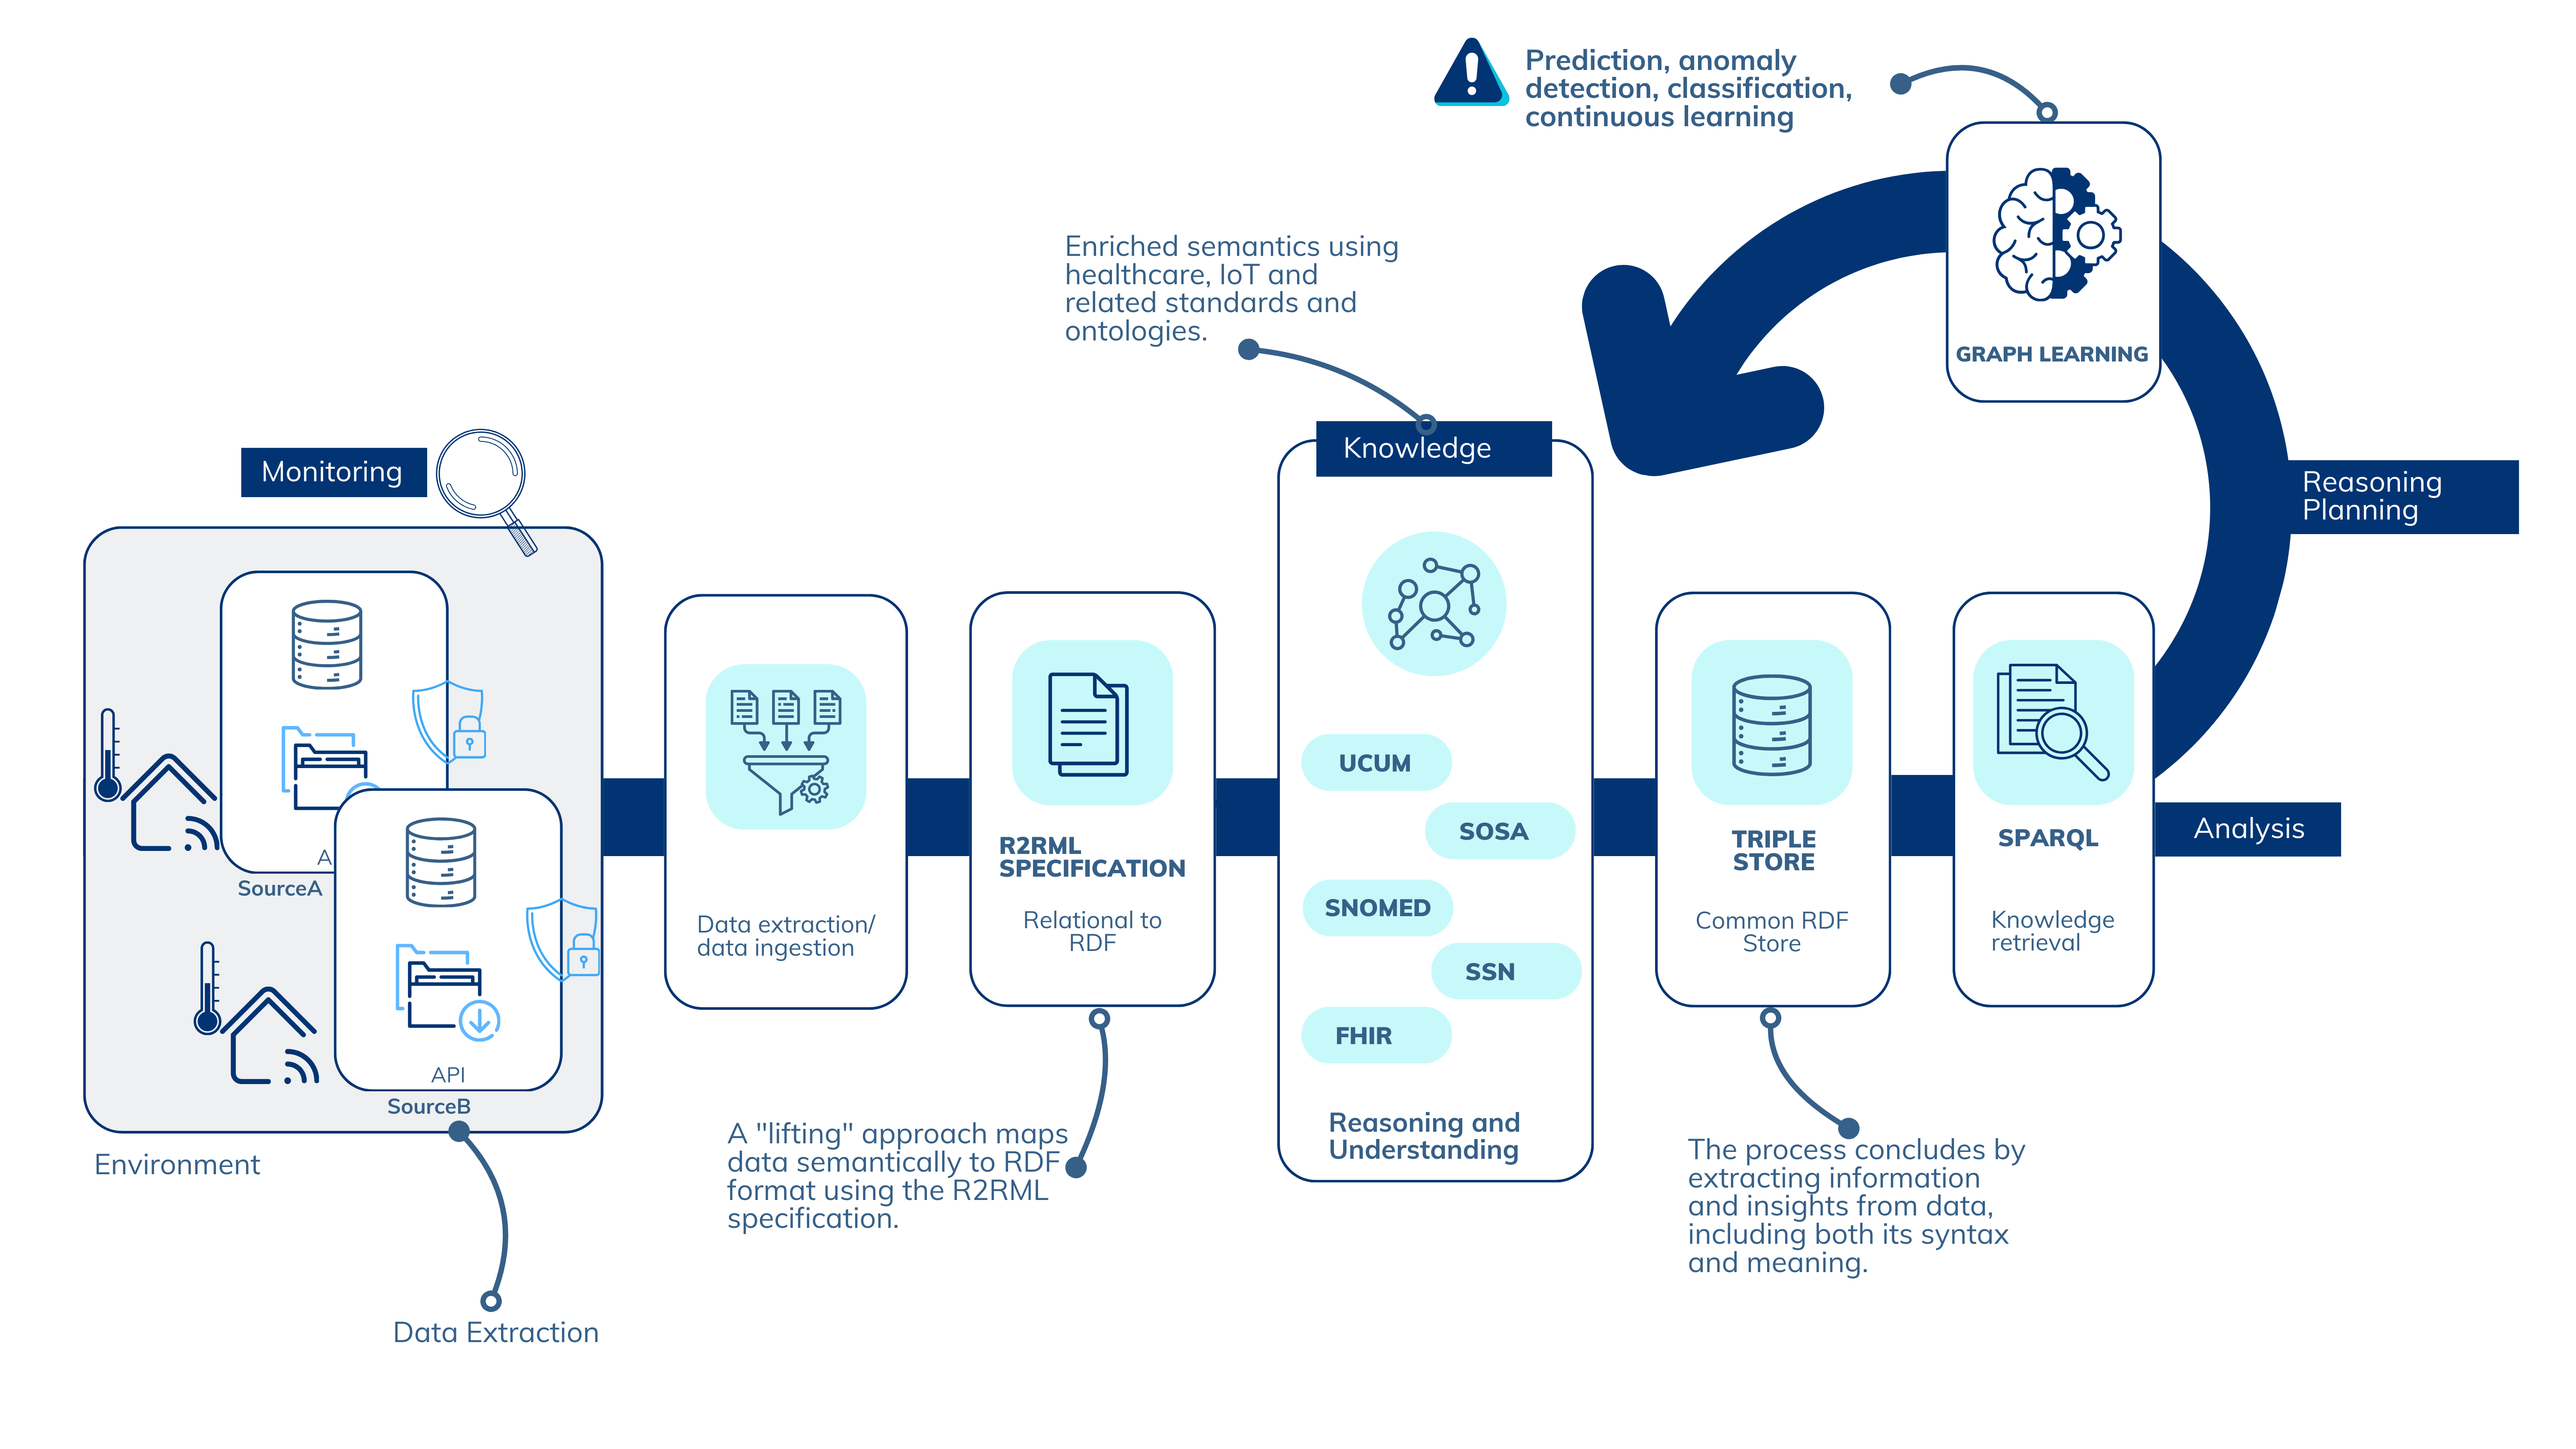 Prediction, anomaly
detection, classification,
continuous learning
GRAPH LEARNING
Enriched semantics using
healthcare, IoT and
related standards and
ontologies.
Knowledge
Monitoring
Reasoning
Planning
A
SourceA
API
SourceB
Environment
Data Extraction
Data extraction/
data ingestion
R2RML
SPECIFICATION
Relational to
RDF
A "lifting" approach maps
data semantically to RDF
format using the R2RML
specification.
UCUM
SOSA
SNOMED
SSN
FHIR
Reasoning and
Understanding
TRIPLE
STORE
Common RDF
Store
The process concludes by
extracting information
and insights from data,
including both its syntax
and meaning.
SPARQL
Knowledge
retrieval
Analysis